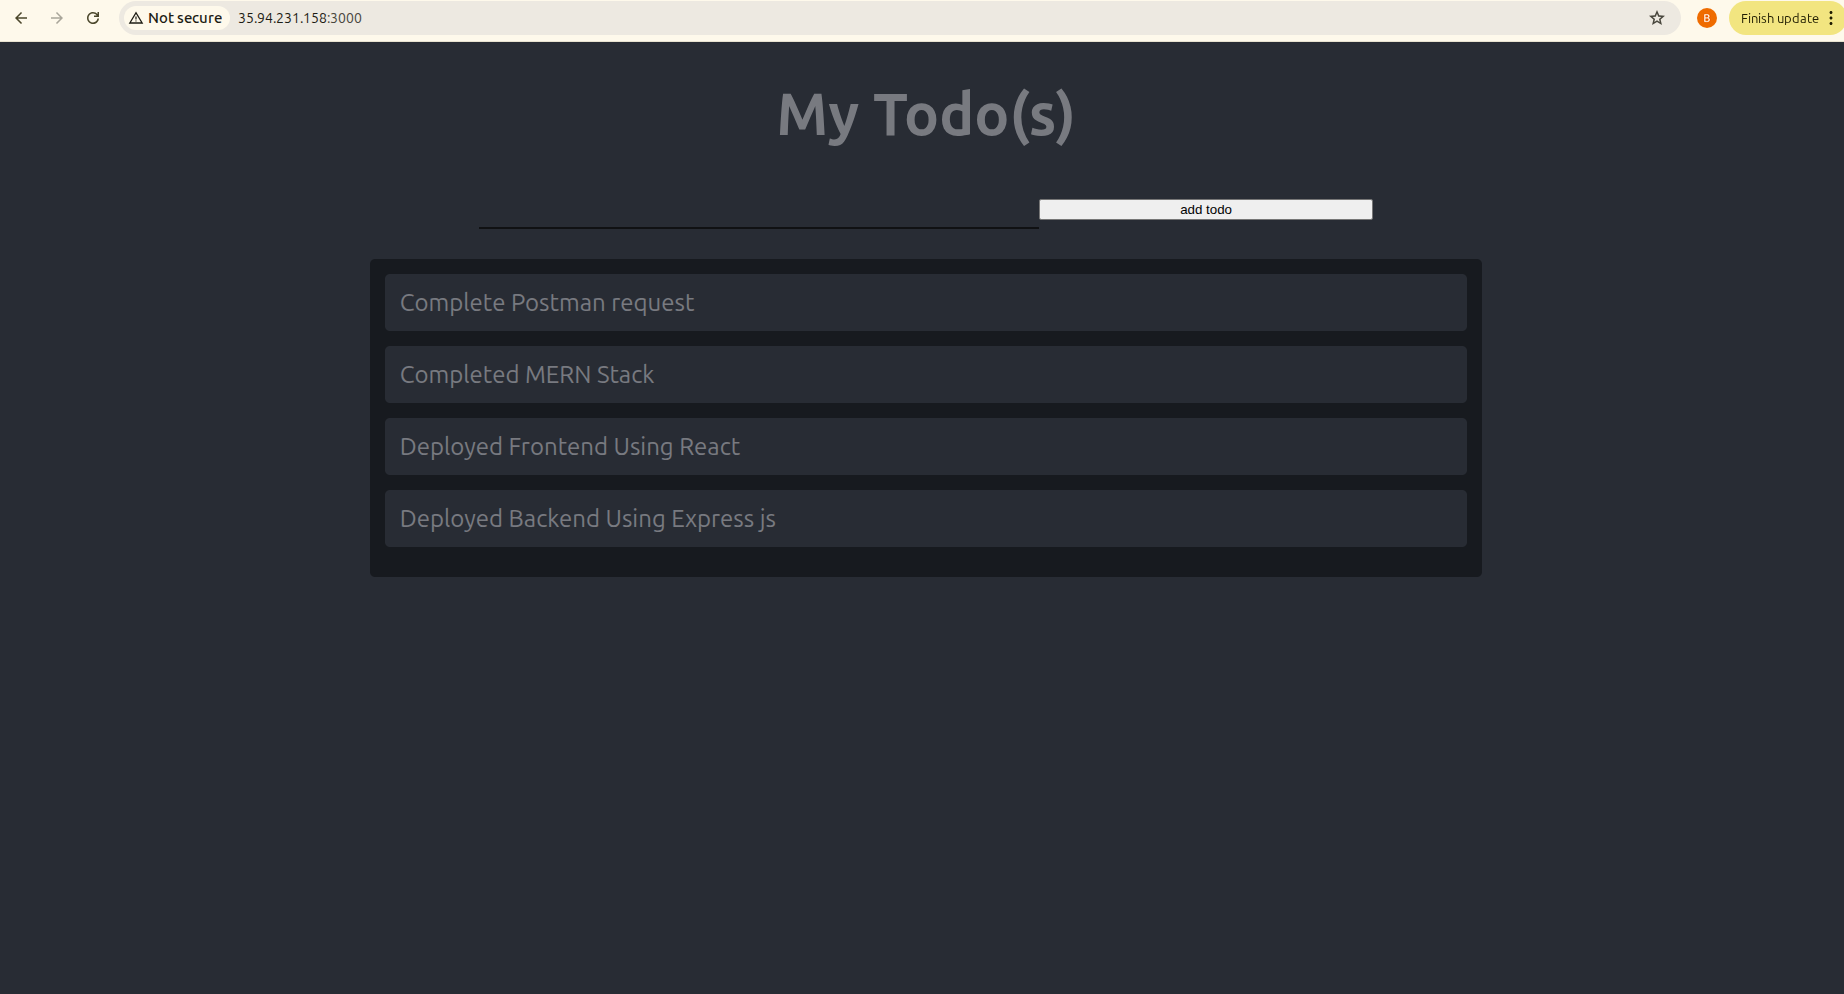 Not secure 35.94.231.158:3000
B
Finish update
My Todo(s)
add todo
Complete Postman request
Completed MERN Stack
Deployed Frontend Using React
Deployed Backend Using Express js